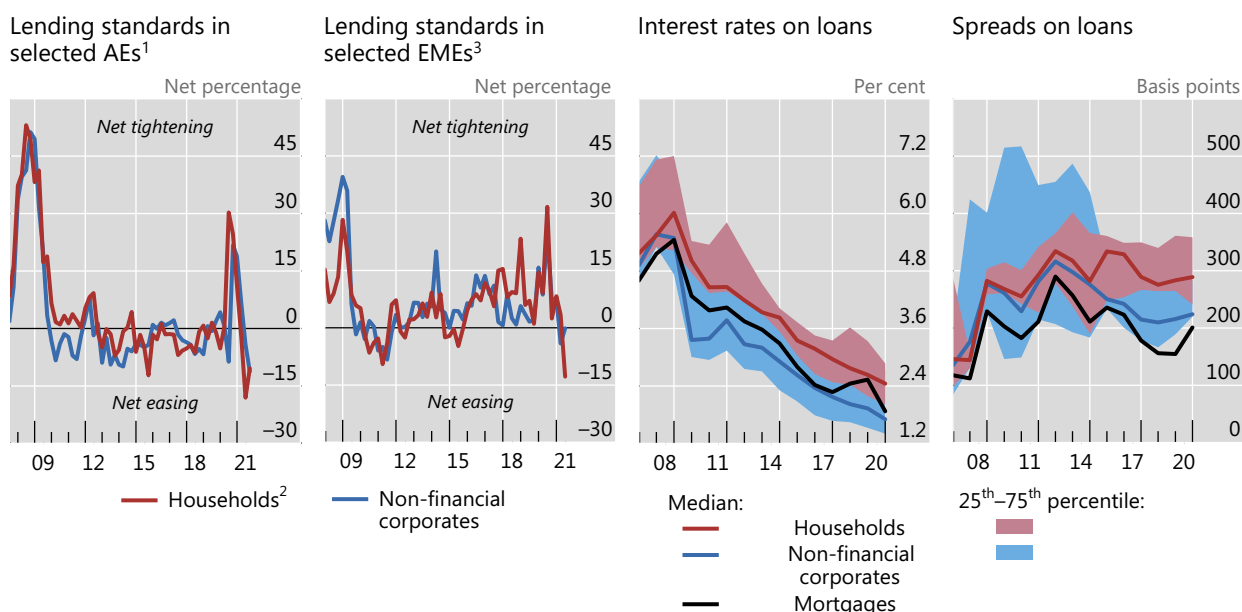 Lending standards in
selected AEs¹
Net percentage
Net tightening
45
30
15
0
–15
Net easing
–30
09 12 15 18 21
Lending standards in
selected EMEs³
Net percentage
Net tightening
45
30
15
0
–15
Net easing
–30
09 12 15 18 21
Interest rates on loans
Per cent
7.2
6.0
4.8
3.6
2.4
1.2
08 11 14 17 20
Spreads on loans
Basis points
500
400
300
200
100
0
08 11 14 17 20
Households²
Non-financial
corporates
Median:
Households
Non-financial
corporates
Mortgages
25th–75th percentile: